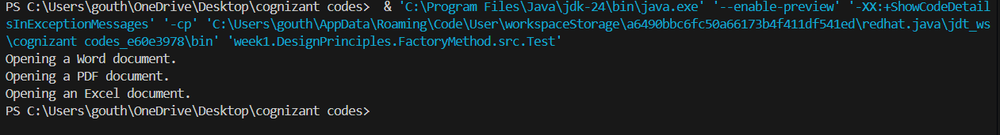 PS C:\Users\gouth\OneDrive\Desktop\cognizant codes>  & 'C:\Program Files\Java\jdk-24\bin\java.exe' '--enable-preview' '-XX:+ShowCodeDetail
sInExceptionMessages' '-cp' 'C:\Users\gouth\AppData\Roaming\Code\User\workspaceStorage\a6490bbc6fc50a66173b4f411df541ed\redhat.java\jdt_ws
\cognizant codes_e60e3978\bin' 'week1.DesignPrinciples.FactoryMethod.src.Test'
Opening a Word document.
Opening a PDF document.
Opening an Excel document.
PS C:\Users\gouth\OneDrive\Desktop\cognizant codes>